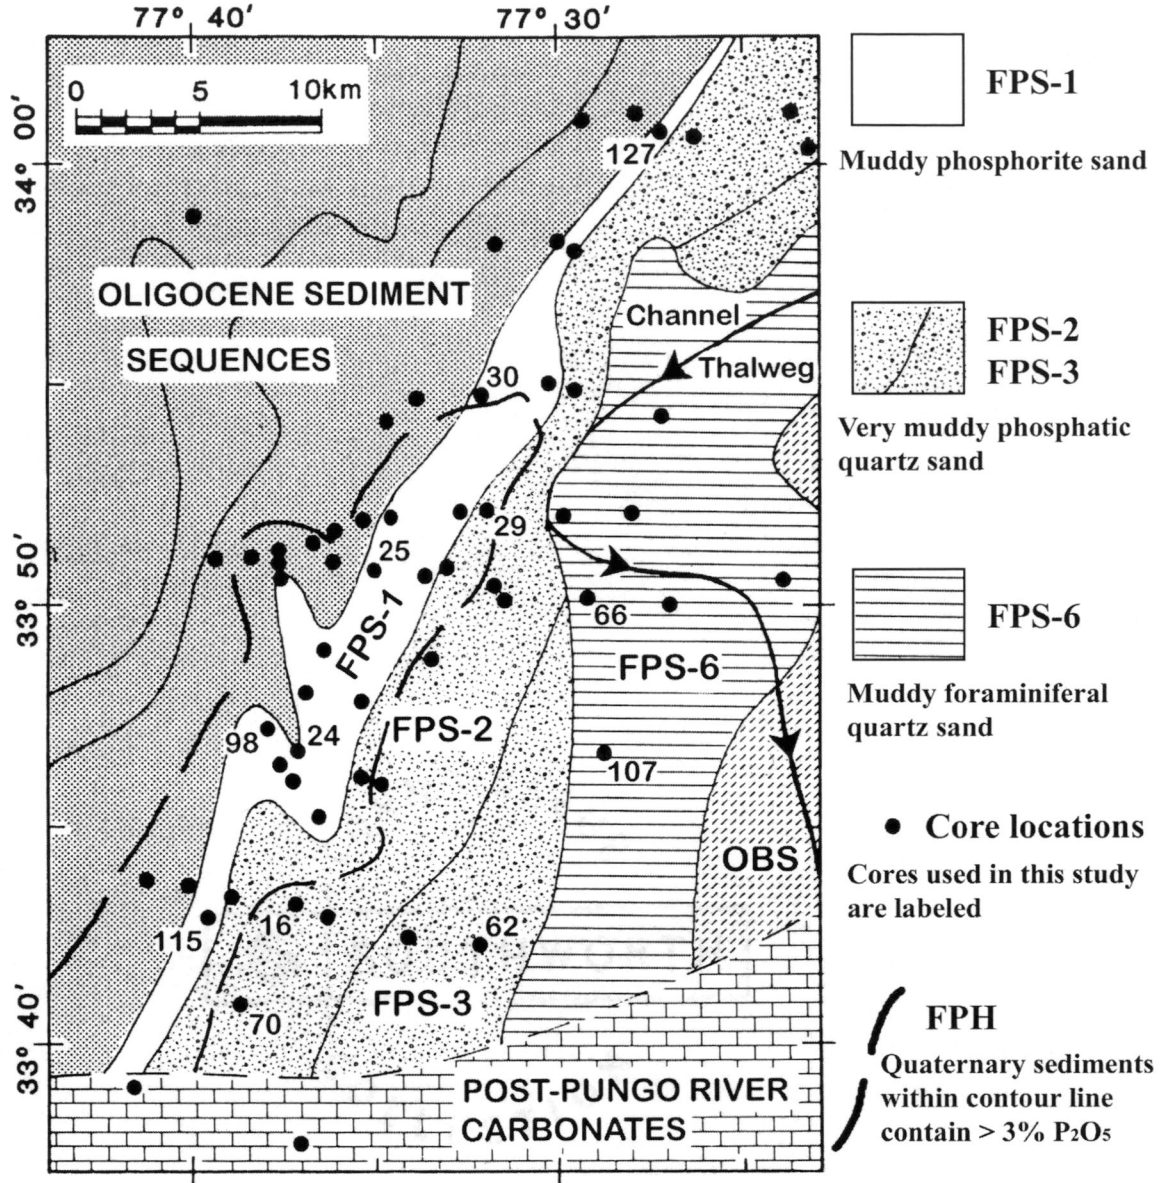 77° 40′
77° 30′
0 5 10km
34° 00′
33° 50′
33° 40′
127
OLIGOCENE SEDIMENT
SEQUENCES
Channel
Thalweg
30
29
25
66
FPS-1
FPS-6
FPS-2
98
24
107
OBS
16
115
62
70
FPS-3
POST-PUNGO RIVER
CARBONATES
FPS-1
Muddy phosphorite sand
FPS-2
FPS-3
Very muddy phosphatic
quartz sand
FPS-6
Muddy foraminiferal
quartz sand
Core locations
Cores used in this study
are labeled
FPH
Quaternary sediments
within contour line
contain > 3% P₂O₅